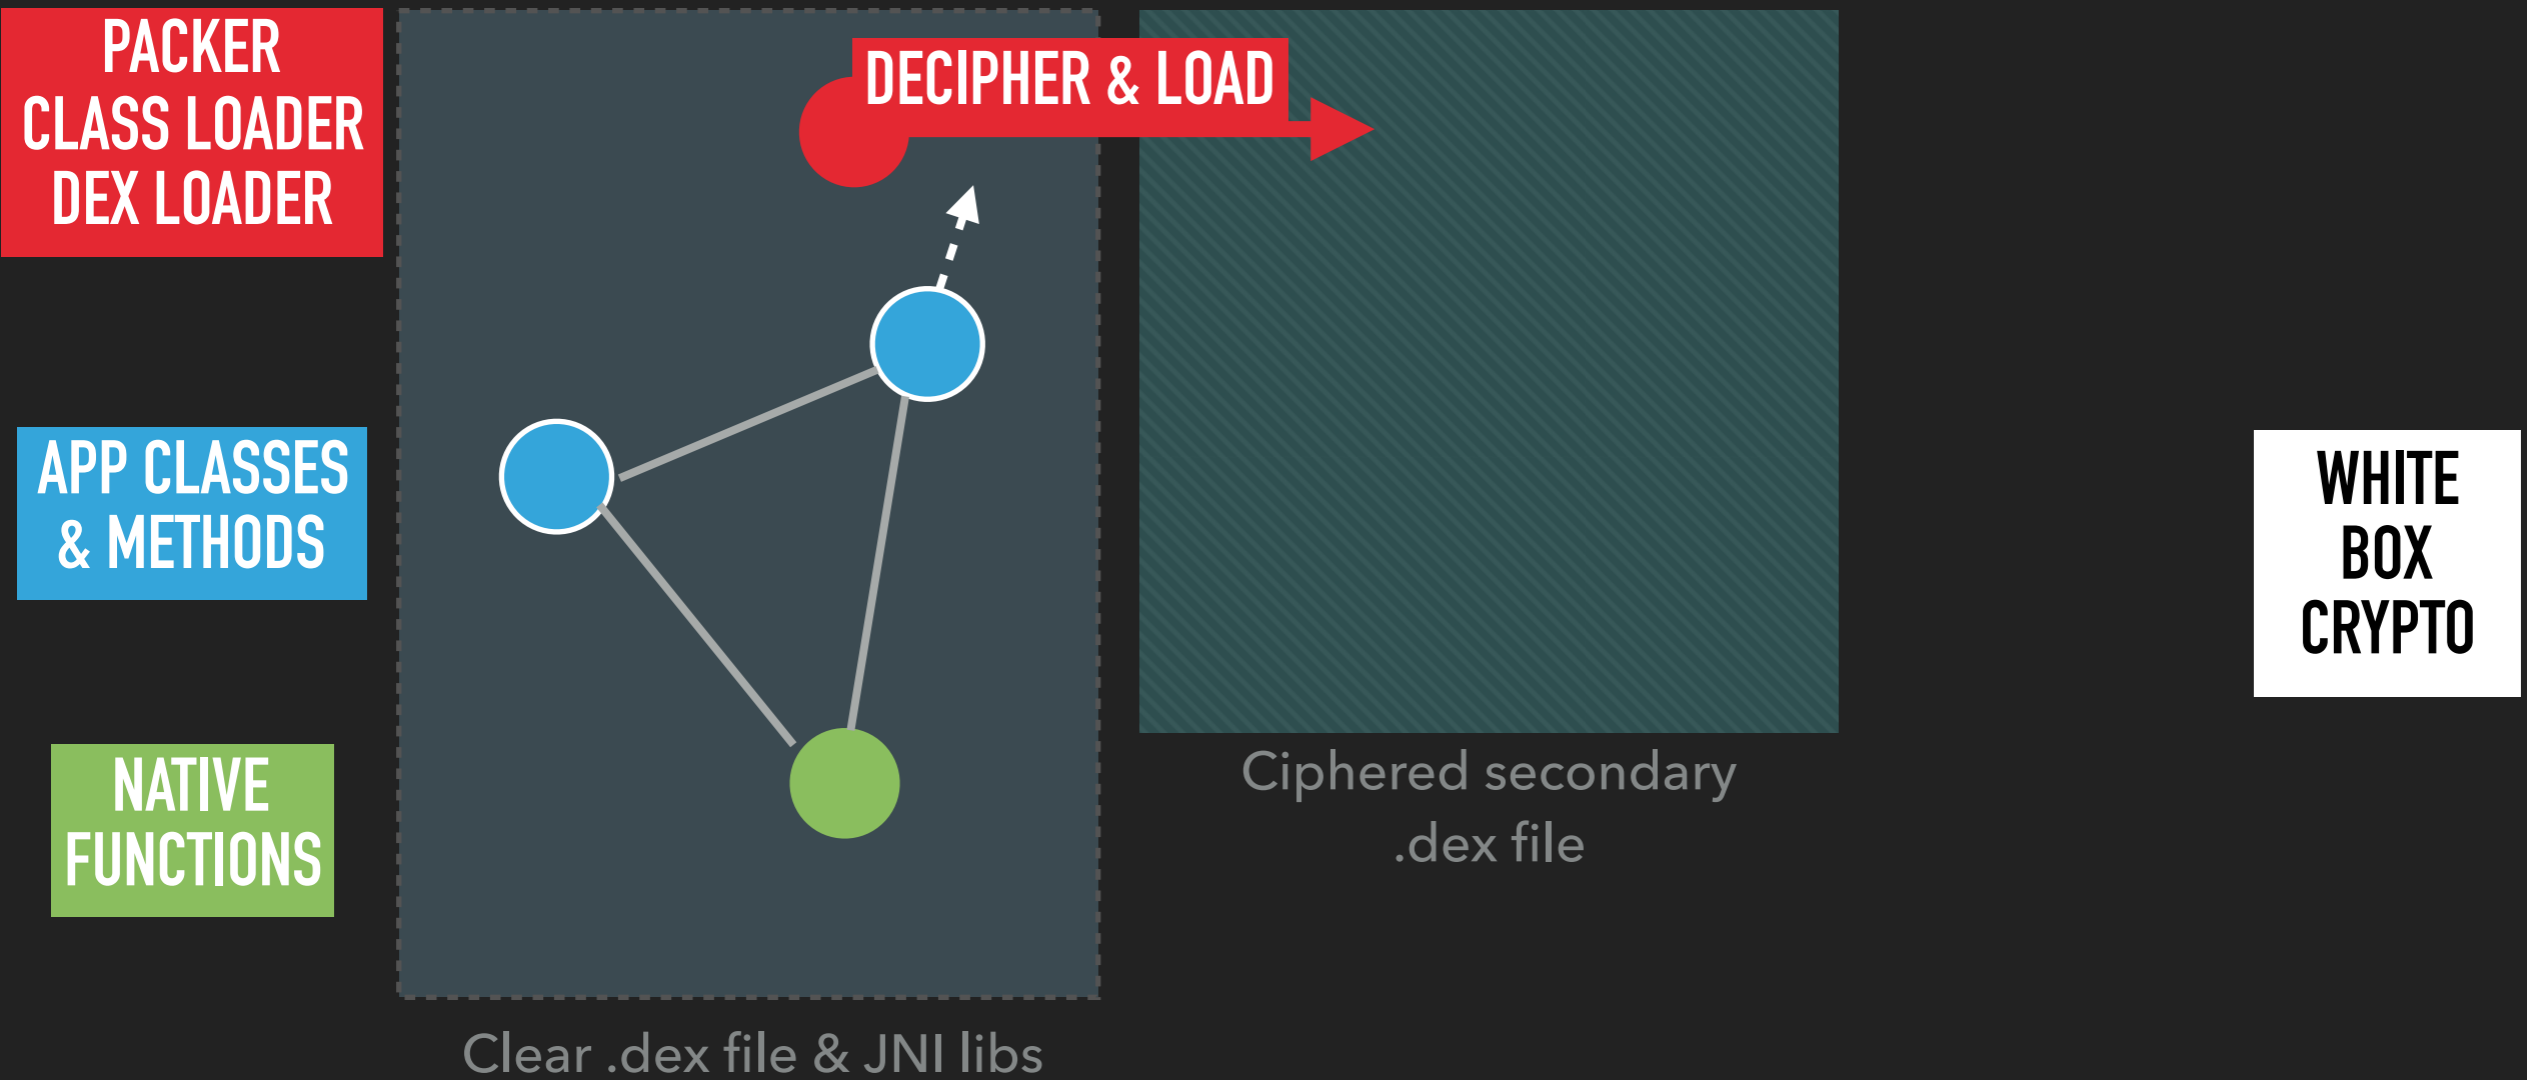 PACKER
CLASS LOADER
DEX LOADER
DECIPHER & LOAD
APP CLASSES
& METHODS
WHITE
BOX
CRYPTO
NATIVE
FUNCTIONS
Ciphered secondary
.dex file
Clear .dex file & JNI libs